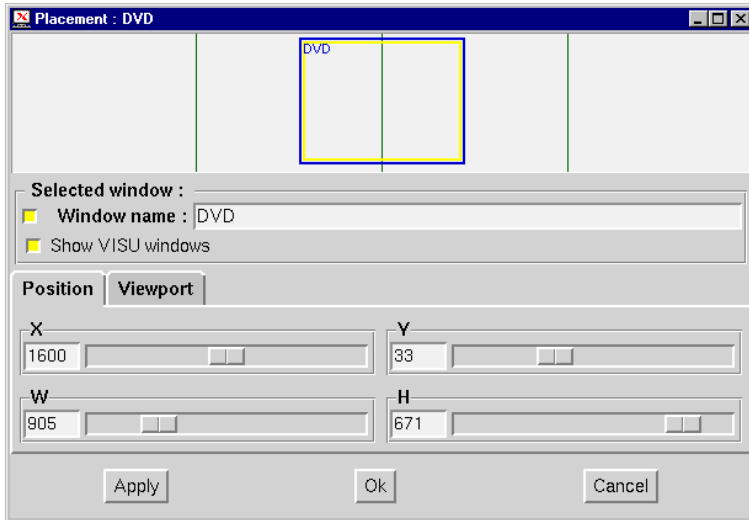 Placement : DVD
DVD
Selected window :
Window name : DVD
Show VISU windows
Position Viewport
X Y
1600 33
W H
905 671
Apply Ok Cancel